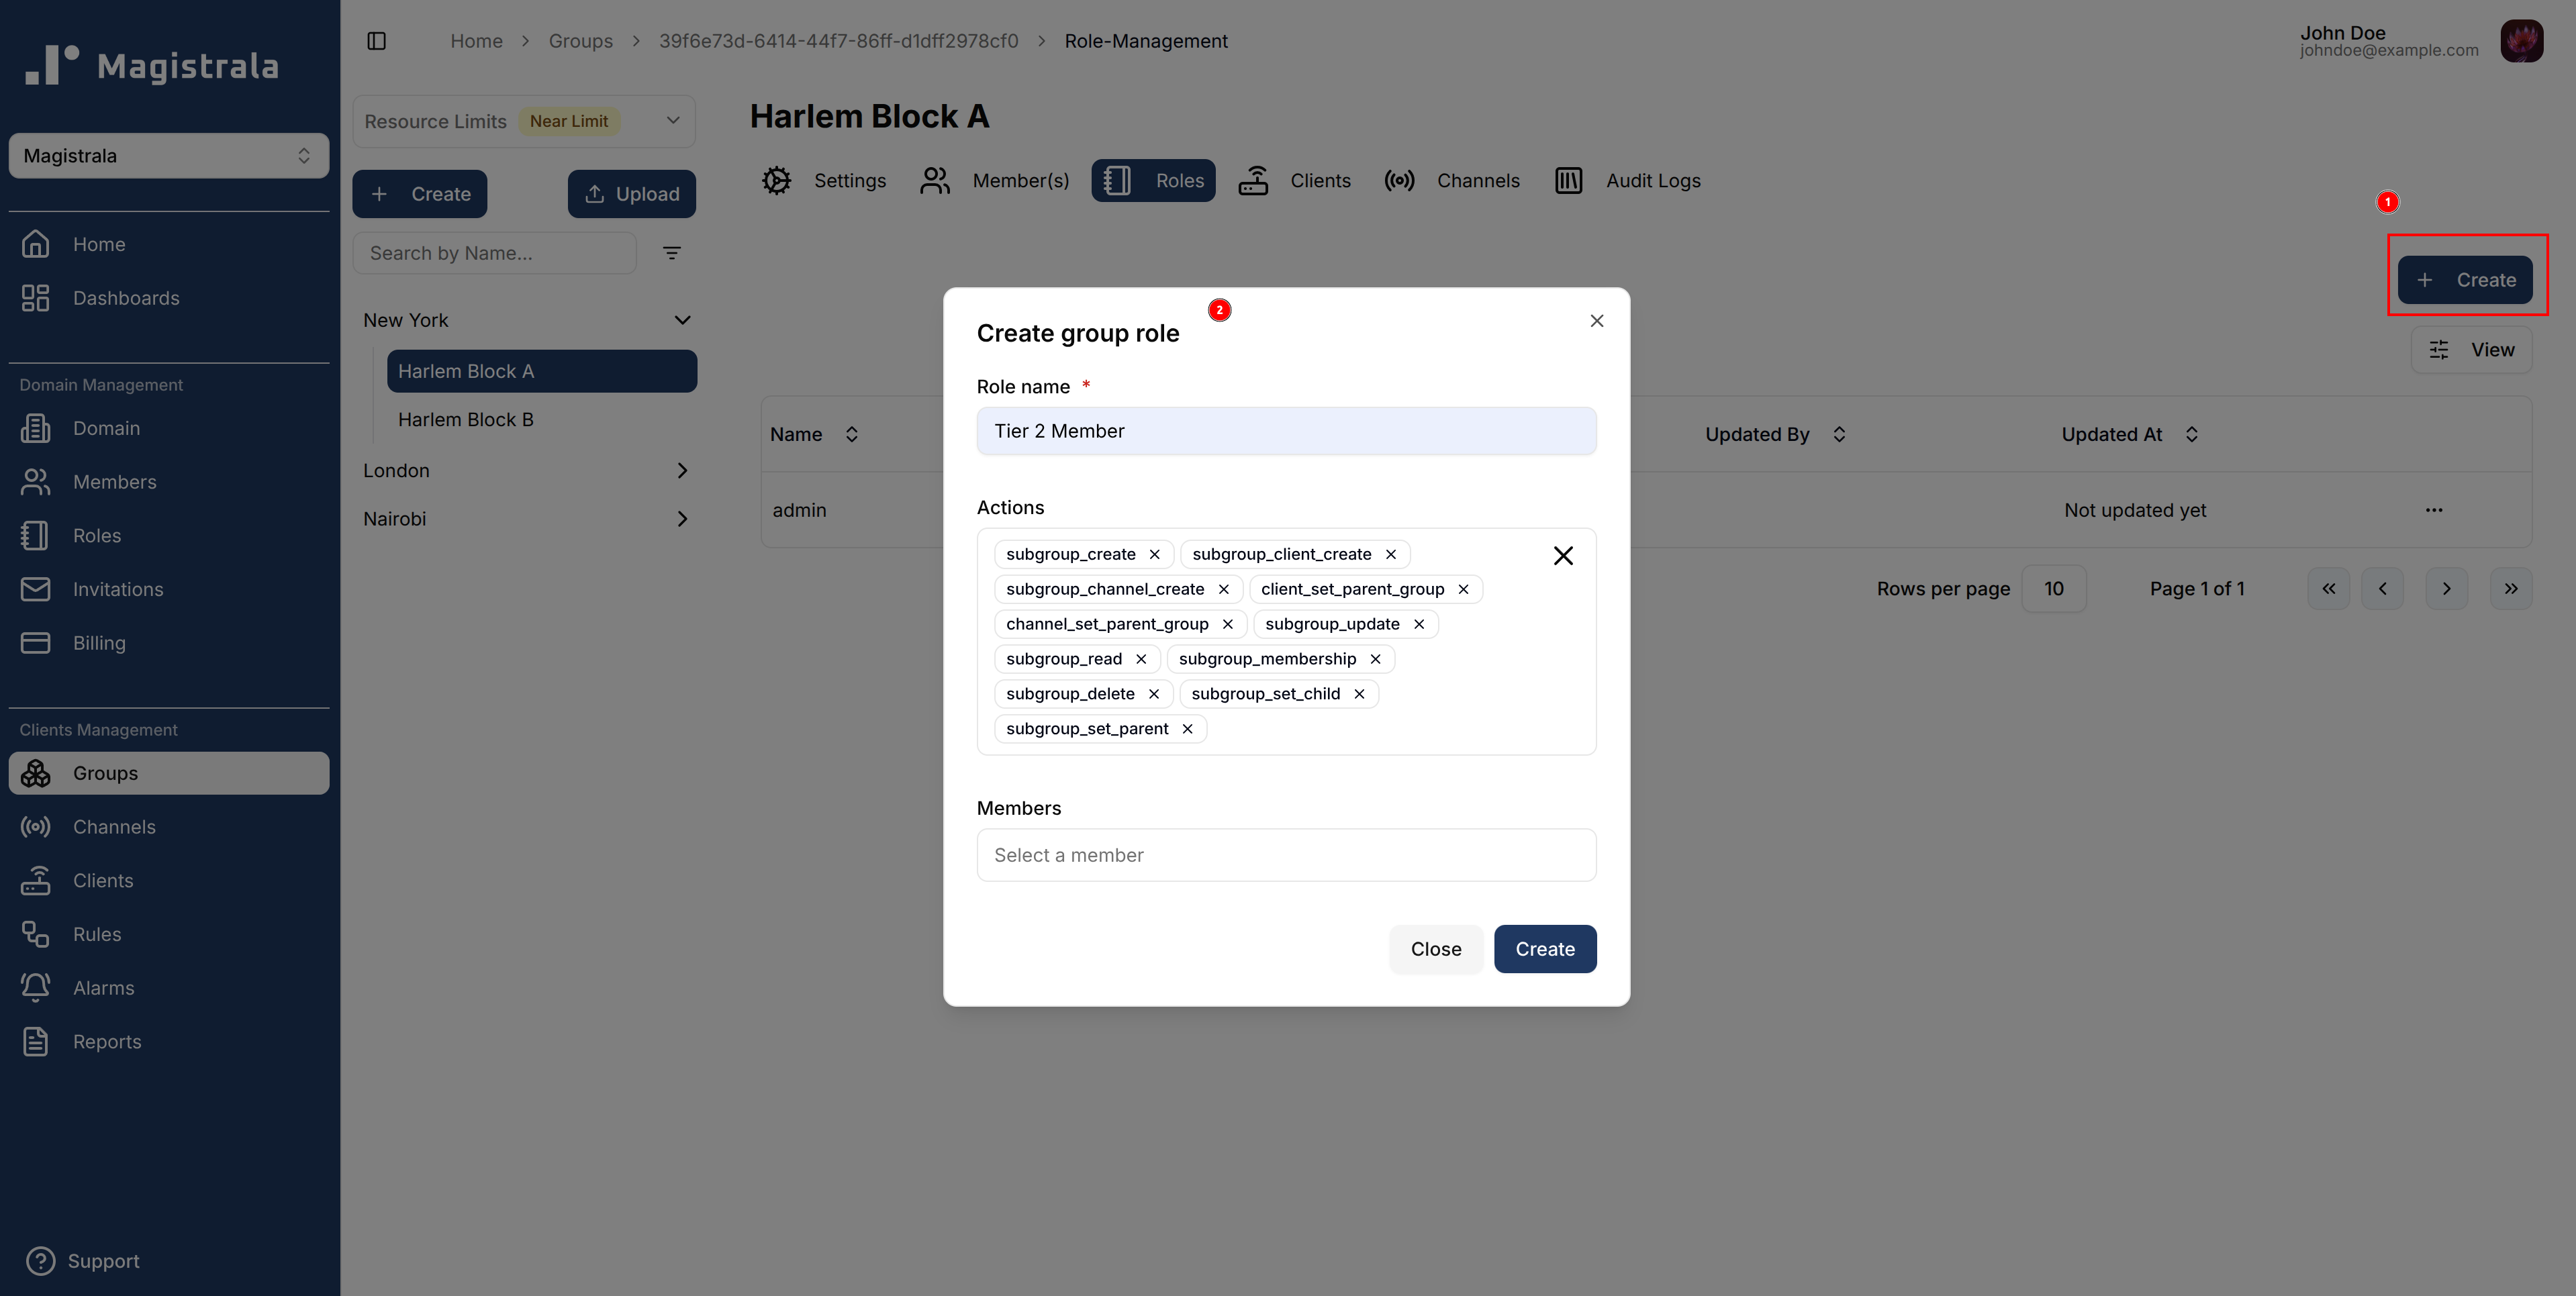 Magistrala
Magistrala
Home
Dashboards
Domain Management
Domain
Members
Roles
Invitations
Billing
Clients Management
Groups
Channels
Clients
Rules
Alarms
Reports
Support
Home > Groups > 39f6e73d-6414-44f7-86ff-d1dff2978cf0 > Role-Management
John Doe
johndoe@example.com
Resource Limits Near Limit
+ Create Upload
Search by Name...
New York
Harlem Block A
Harlem Block B
London
Nairobi
Harlem Block A
Settings Member(s) Roles Clients Channels Audit Logs
1
+ Create
View
Name Updated By Updated At
admin Not updated yet ...
Rows per page 10 Page 1 of 1
2
Create group role
Role name *
Tier 2 Member
Actions
subgroup_create subgroup_client_create
subgroup_channel_create client_set_parent_group
channel_set_parent_group subgroup_update
subgroup_read subgroup_membership
subgroup_delete subgroup_set_child
subgroup_set_parent
Members
Select a member
Close Create